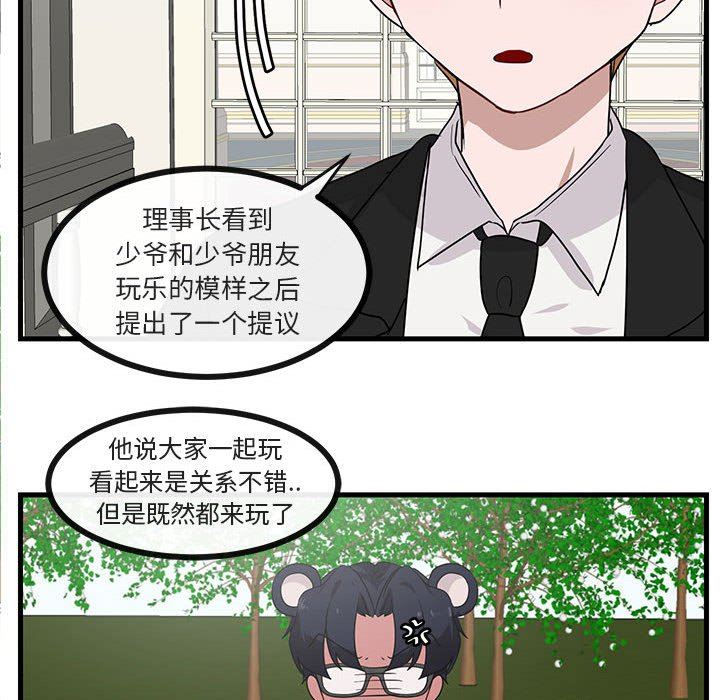 理事长看到
少爷和少爷朋友
玩乐的模样之后
提出了一个提议
他说大家一起玩
看起来是关系不错..
但是既然都来玩了